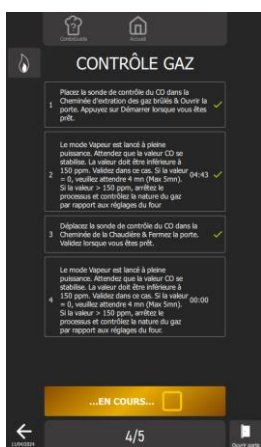 Contrôles
Accueil
CONTRÔLE GAZ
1
Placez la sonde de contrôle du CO dans la
Cheminée d'extration des gaz brûlés & Ouvrir la
porte. Appuyez sur Démarrer lorsque vous êtes
prêt.
2
Le mode Vapeur est lancé à pleine
puissance. Attendez que la valeur CO se
stabilise. La valeur doit être inférieure à
150 ppm. Validez dans ce cas. Si la valeur
= 0, veuillez attendre 4 mn (Max 5mn).
Si la valeur > 150 ppm, arrêtez le
processus et contrôlez la nature du gaz
par rapport aux réglages du four
04:43
3
Déplacez la sonde de contrôle du CO dans la
Cheminée de la Chaudière & Fermez la porte.
Validez lorsque vous êtes prêt.
4
Le mode Vapeur est lancé à pleine
puissance. Attendez que la valeur CO se
stabilise. La valeur doit être inférieure à
150 ppm. Validez dans ce cas. Si la valeur
= 0, veuillez attendre 4 mn (Max 5mn).
Si la valeur > 150 ppm, arrêtez le
processus et contrôlez la nature du gaz
par rapport aux réglages du four.
00:00
...EN COURS...
11/04/2024
4/5
Ouvrir porte